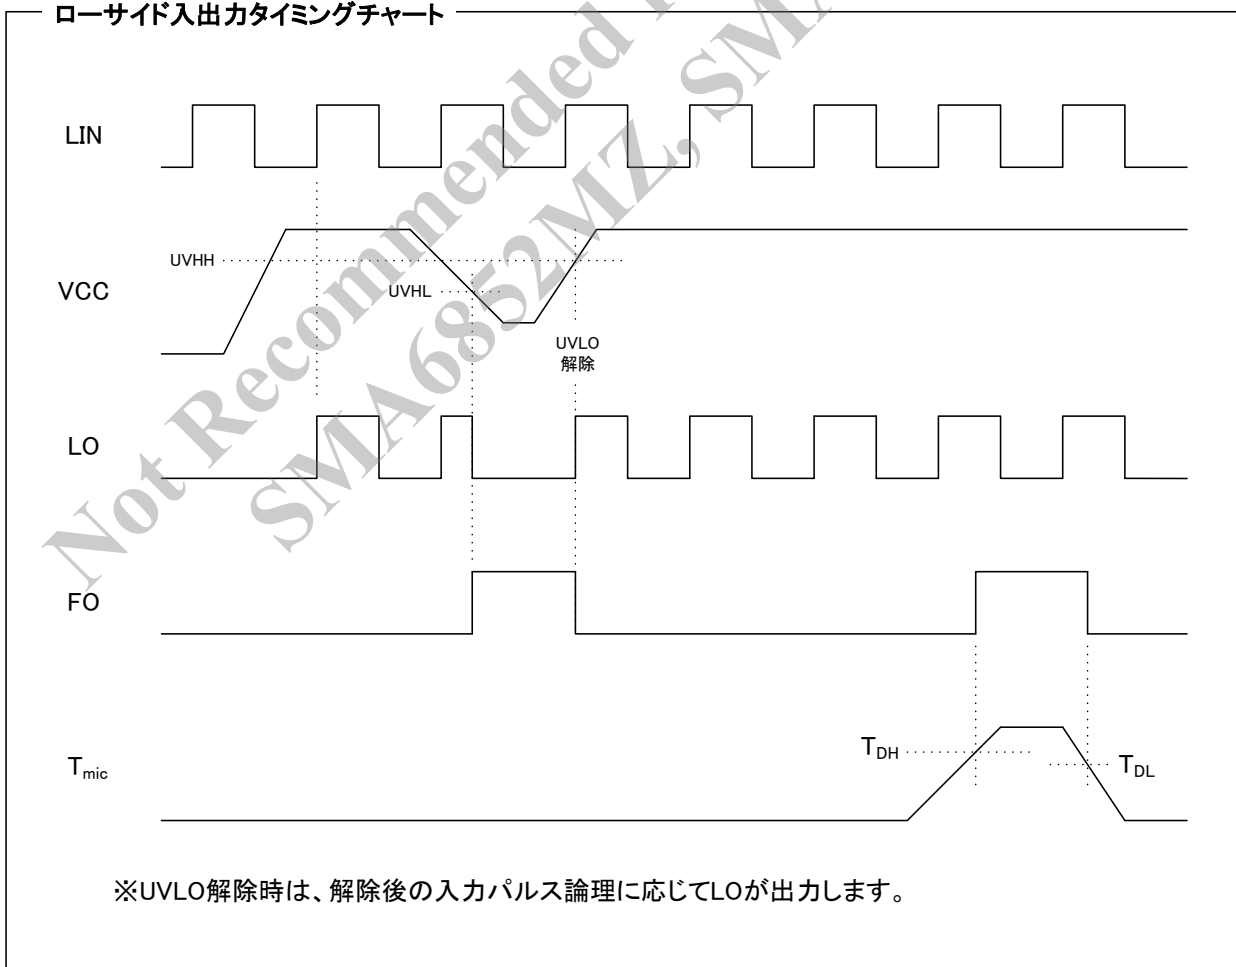 ローサイド入出力タイミングチャート
LIN
UVHH
VCC
UVHL
UVLO
解除
LO
FO
T_DH
T_mic
T_DL
※UVLO解除時は、解除後の入力パルス論理に応じてLOが出力します。
Not Recommended
SMA6852MZ,